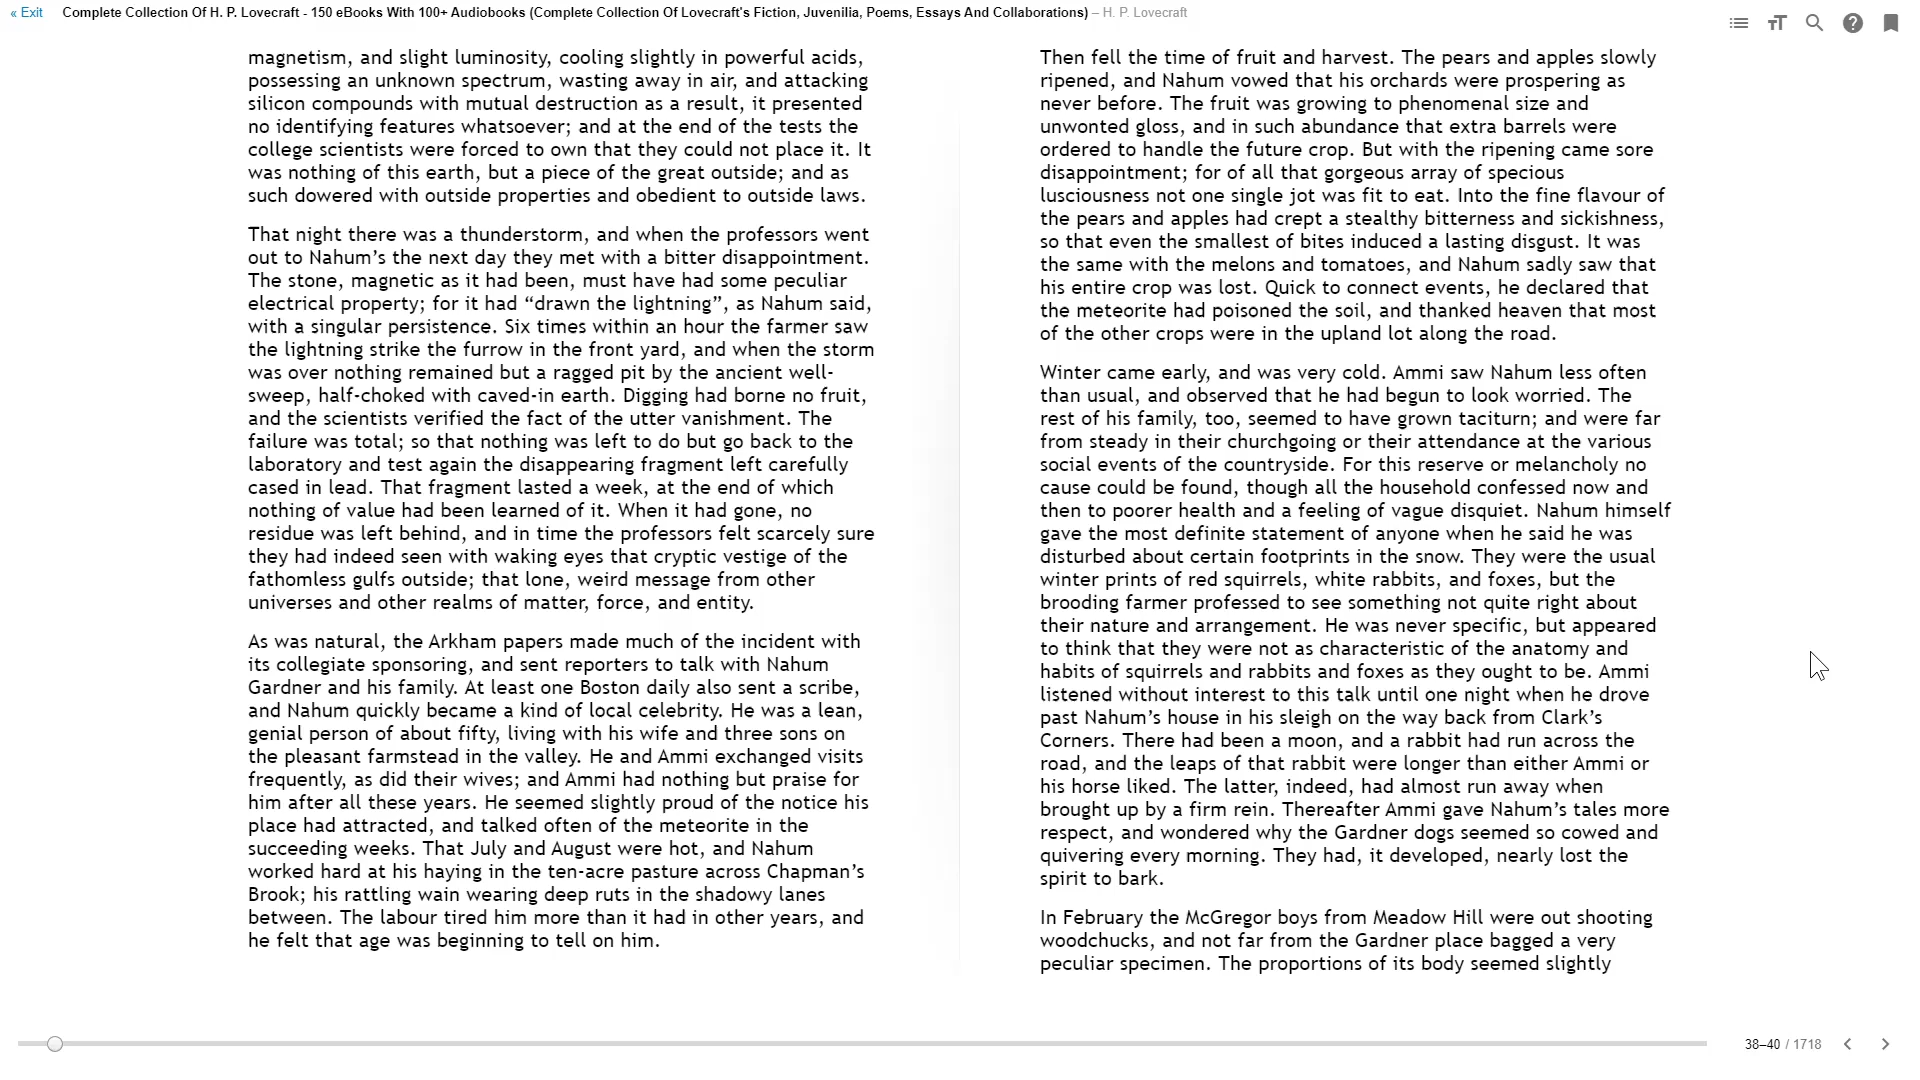 « Exit Complete Collection Of H. P. Lovecraft - 150 eBooks With 100+ Audiobooks (Complete Collection Of Lovecraft's Fiction, Juvenilia, Poems, Essays And Collaborations) – H. P. Lovecraft
magnetism, and slight luminosity, cooling slightly in powerful acids,
possessing an unknown spectrum, wasting away in air, and attacking
silicon compounds with mutual destruction as a result, it presented
no identifying features whatsoever; and at the end of the tests the
college scientists were forced to own that they could not place it. It
was nothing of this earth, but a piece of the great outside; and as
such dowered with outside properties and obedient to outside laws.
That night there was a thunderstorm, and when the professors went
out to Nahum’s the next day they met with a bitter disappointment.
The stone, magnetic as it had been, must have had some peculiar
electrical property; for it had “drawn the lightning”, as Nahum said,
with a singular persistence. Six times within an hour the farmer saw
the lightning strike the furrow in the front yard, and when the storm
was over nothing remained but a ragged pit by the ancient well-
sweep, half-choked with caved-in earth. Digging had borne no fruit,
and the scientists verified the fact of the utter vanishment. The
failure was total; so that nothing was left to do but go back to the
laboratory and test again the disappearing fragment left carefully
cased in lead. That fragment lasted a week, at the end of which
nothing of value had been learned of it. When it had gone, no
residue was left behind, and in time the professors felt scarcely sure
they had indeed seen with waking eyes that cryptic vestige of the
fathomless gulfs outside; that lone, weird message from other
universes and other realms of matter, force, and entity.
As was natural, the Arkham papers made much of the incident with
its collegiate sponsoring, and sent reporters to talk with Nahum
Gardner and his family. At least one Boston daily also sent a scribe,
and Nahum quickly became a kind of local celebrity. He was a lean,
genial person of about fifty, living with his wife and three sons on
the pleasant farmstead in the valley. He and Ammi exchanged visits
frequently, as did their wives; and Ammi had nothing but praise for
him after all these years. He seemed slightly proud of the notice his
place had attracted, and talked often of the meteorite in the
succeeding weeks. That July and August were hot, and Nahum
worked hard at his haying in the ten-acre pasture across Chapman’s
Brook; his rattling wain wearing deep ruts in the shadowy lanes
between. The labour tired him more than it had in other years, and
he felt that age was beginning to tell on him.
Then fell the time of fruit and harvest. The pears and apples slowly
ripened, and Nahum vowed that his orchards were prospering as
never before. The fruit was growing to phenomenal size and
unwonted gloss, and in such abundance that extra barrels were
ordered to handle the future crop. But with the ripening came sore
disappointment; for of all that gorgeous array of specious
lusciousness not one single jot was fit to eat. Into the fine flavour of
the pears and apples had crept a stealthy bitterness and sickishness,
so that even the smallest of bites induced a lasting disgust. It was
the same with the melons and tomatoes, and Nahum sadly saw that
his entire crop was lost. Quick to connect events, he declared that
the meteorite had poisoned the soil, and thanked heaven that most
of the other crops were in the upland lot along the road.
Winter came early, and was very cold. Ammi saw Nahum less often
than usual, and observed that he had begun to look worried. The
rest of his family, too, seemed to have grown taciturn; and were far
from steady in their churchgoing or their attendance at the various
social events of the countryside. For this reserve or melancholy no
cause could be found, though all the household confessed now and
then to poorer health and a feeling of vague disquiet. Nahum himself
gave the most definite statement of anyone when he said he was
disturbed about certain footprints in the snow. They were the usual
winter prints of red squirrels, white rabbits, and foxes, but the
brooding farmer professed to see something not quite right about
their nature and arrangement. He was never specific, but appeared
to think that they were not as characteristic of the anatomy and
habits of squirrels and rabbits and foxes as they ought to be. Ammi
listened without interest to this talk until one night when he drove
past Nahum’s house in his sleigh on the way back from Clark’s
Corners. There had been a moon, and a rabbit had run across the
road, and the leaps of that rabbit were longer than either Ammi or
his horse liked. The latter, indeed, had almost run away when
brought up by a firm rein. Thereafter Ammi gave Nahum’s tales more
respect, and wondered why the Gardner dogs seemed so cowed and
quivering every morning. They had, it developed, nearly lost the
spirit to bark.
In February the McGregor boys from Meadow Hill were out shooting
woodchucks, and not far from the Gardner place bagged a very
peculiar specimen. The proportions of its body seemed slightly
38–40 / 1718